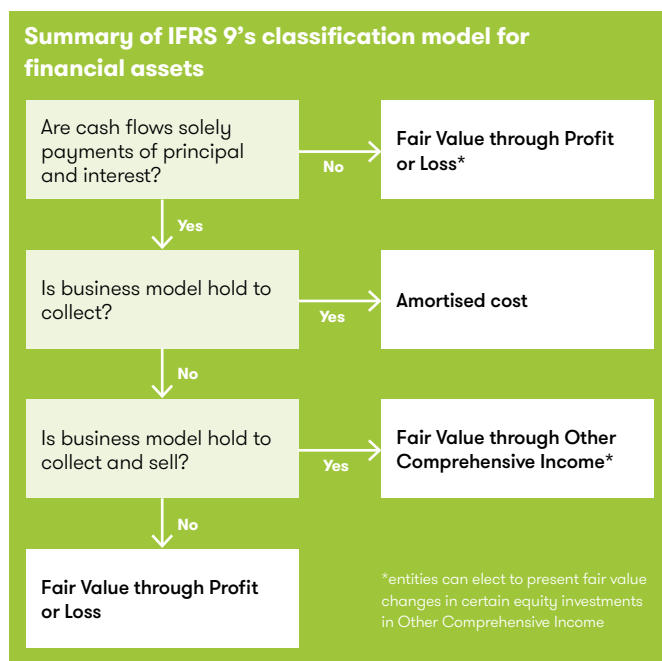 Summary of IFRS 9's classification model for
financial assets
Are cash flows solely
payments of principal
and interest?
No
Fair Value through Profit
or Loss*
Yes
Is business model hold to
collect?
Yes
Amortised cost
No
Is business model hold to
collect and sell?
Yes
Fair Value through Other
Comprehensive Income*
No
Fair Value through Profit
or Loss
*entities can elect to present fair value
changes in certain equity investments
in Other Comprehensive Income